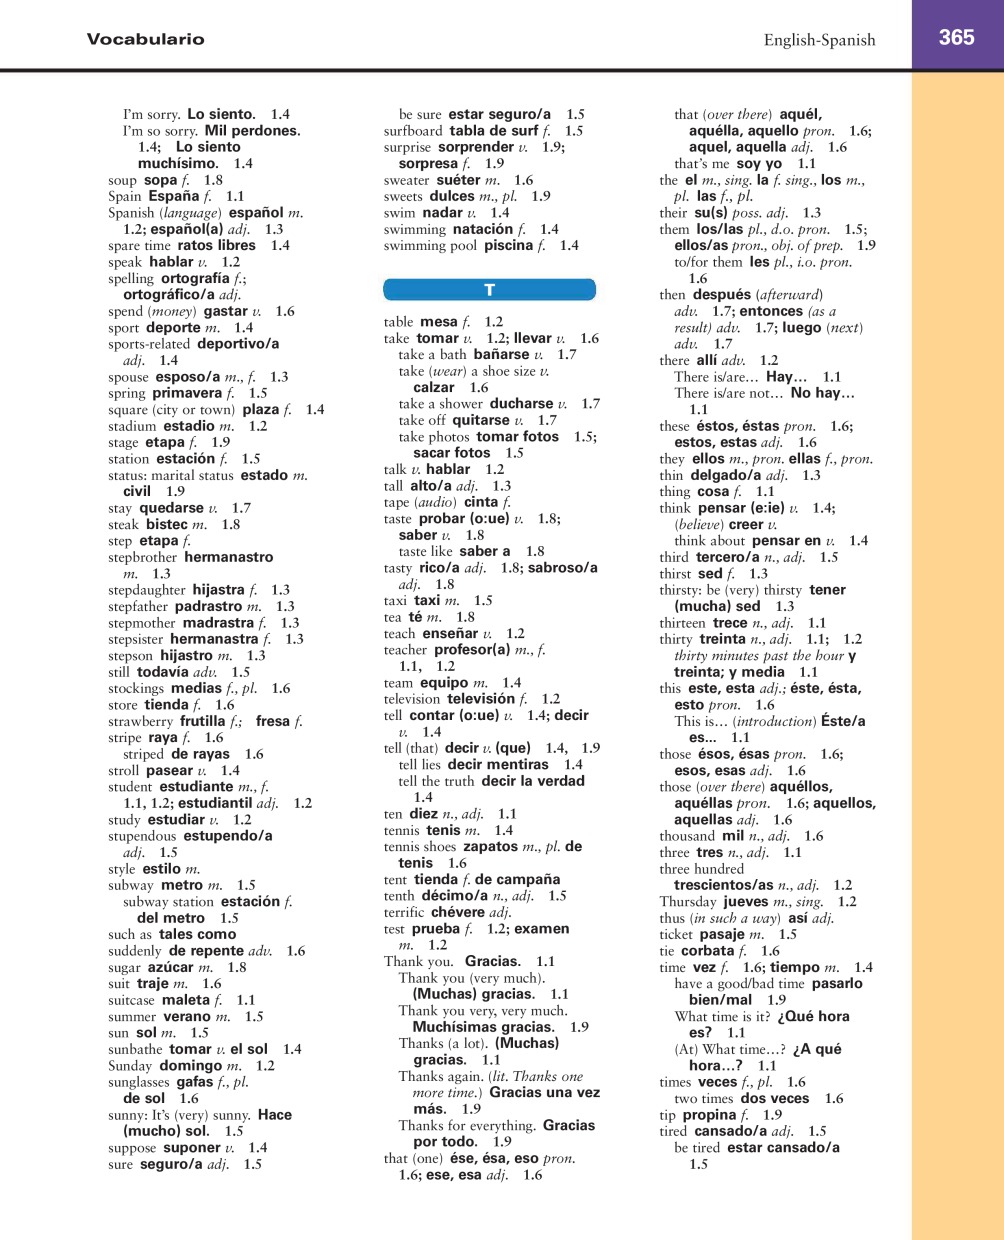 Vocabulario
English-Spanish
365
I'm sorry. Lo siento. 1.4
I'm so sorry. Mil perdones.
1.4; Lo siento
muchísimo. 1.4
soup sopa f. 1.8
Spain España f. 1.1
Spanish (language) español m.
1.2; español(a) adj. 1.3
spare time ratos libres 1.4
speak hablar v. 1.2
spelling ortografía f.;
ortográfico/a adj.
spend (money) gastar v. 1.6
sport deporte m. 1.4
sports-related deportivo/a
adj. 1.4
spouse esposo/a m., f. 1.3
spring primavera f. 1.5
square (city or town) plaza f. 1.4
stadium estadio m. 1.2
stage etapa f. 1.9
station estación f. 1.5
status: marital status estado m.
civil 1.9
stay quedarse v. 1.7
steak bistec m. 1.8
step etapa f.
stepbrother hermanastro
m. 1.3
stepdaughter hijastra f. 1.3
stepfather padrastro m. 1.3
stepmother madrastra f. 1.3
stepsister hermanastra f. 1.3
stepson hijastro m. 1.3
still todavía adv. 1.5
stockings medias f., pl. 1.6
store tienda f. 1.6
strawberry frutilla f.; fresa f.
stripe raya f. 1.6
striped de rayas 1.6
stroll pasear v. 1.4
student estudiante m., f.
1.1, 1.2; estudiantil adj. 1.2
study estudiar v. 1.2
stupendous estupendo/a
adj. 1.5
style estilo m.
subway metro m. 1.5
subway station estación f.
del metro 1.5
such as tales como
suddenly de repente adv. 1.6
sugar azúcar m. 1.8
suit traje m. 1.6
suitcase maleta f. 1.1
summer verano m. 1.5
sun sol m. 1.5
sunbathe tomar v. el sol 1.4
Sunday domingo m. 1.2
sunglasses gafas f., pl.
de sol 1.6
sunny: It's (very) sunny. Hace
(mucho) sol. 1.5
suppose suponer v. 1.4
sure seguro/a adj. 1.5
be sure estar seguro/a 1.5
surfboard tabla de surf f. 1.5
surprise sorprender v. 1.9;
sorpresa f. 1.9
sweater suéter m. 1.6
sweets dulces m., pl. 1.9
swim nadar v. 1.4
swimming natación f. 1.4
swimming pool piscina f. 1.4
T
table mesa f. 1.2
take tomar v. 1.2; llevar v. 1.6
take a bath bañarse v. 1.7
take (wear) a shoe size v.
calzar 1.6
take a shower ducharse v. 1.7
take off quitarse v. 1.7
take photos tomar fotos 1.5;
sacar fotos 1.5
talk v. hablar 1.2
tall alto/a adj. 1.3
tape (audio) cinta f.
taste probar (o:ue) v. 1.8;
saber v. 1.8
taste like saber a 1.8
tasty rico/a adj. 1.8; sabroso/a
adj. 1.8
taxi taxi m. 1.5
tea té m. 1.8
teach enseñar v. 1.2
teacher profesor(a) m., f.
1.1, 1.2
team equipo m. 1.4
television televisión f. 1.2
tell contar (o:ue) v. 1.4; decir
v. 1.4
tell (that) decir v. (que) 1.4, 1.9
tell lies decir mentiras 1.4
tell the truth decir la verdad
1.4
ten diez n., adj. 1.1
tennis tenis m. 1.4
tennis shoes zapatos m., pl. de
tenis 1.6
tent tienda f. de campaña
tenth décimo/a n., adj. 1.5
terrific chévere adj.
test prueba f. 1.2; examen
m. 1.2
Thank you. Gracias. 1.1
Thank you (very much).
(Muchas) gracias. 1.1
Thank you very, very much.
Muchísimas gracias. 1.9
Thanks (a lot). (Muchas)
gracias. 1.1
Thanks again. (lit. Thanks one
more time.) Gracias una vez
más. 1.9
Thanks for everything. Gracias
por todo. 1.9
that (one) ése, ésa, eso pron.
1.6; ese, esa adj. 1.6
that (over there) aquél,
aquélla, aquello pron. 1.6;
aquel, aquella adj. 1.6
that's me soy yo 1.1
the el m., sing. la f. sing., los m.,
pl. las f., pl.
their su(s) poss. adj. 1.3
them los/las pl., d.o. pron. 1.5;
ellos/as pron., obj. of prep. 1.9
to/for them les pl., i.o. pron.
1.6
then después (afterward)
adv. 1.7; entonces (as a
result) adv. 1.7; luego (next)
adv. 1.7
there allí adv. 1.2
There is/are… Hay… 1.1
There is/are not… No hay…
1.1
these éstos, éstas pron. 1.6;
estos, estas adj. 1.6
they ellos m., pron. ellas f., pron.
thin delgado/a adj. 1.3
thing cosa f. 1.1
think pensar (e:ie) v. 1.4;
(believe) creer v.
think about pensar en v. 1.4
third tercero/a n., adj. 1.5
thirst sed f. 1.3
thirsty: be (very) thirsty tener
(mucha) sed 1.3
thirteen trece n., adj. 1.1
thirty treinta n., adj. 1.1; 1.2
thirty minutes past the hour y
treinta; y media 1.1
this este, esta adj.; éste, ésta,
esto pron. 1.6
This is… (introduction) Éste/a
es... 1.1
those ésos, ésas pron. 1.6;
esos, esas adj. 1.6
those (over there) aquéllos,
aquéllas pron. 1.6; aquellos,
aquellas adj. 1.6
thousand mil n., adj. 1.6
three tres n., adj. 1.1
three hundred
trescientos/as n., adj. 1.2
Thursday jueves m., sing. 1.2
thus (in such a way) así adj.
ticket pasaje m. 1.5
tie corbata f. 1.6
time vez f. 1.6; tiempo m. 1.4
have a good/bad time pasarlo
bien/mal 1.9
What time is it? ¿Qué hora
es? 1.1
(At) What time…? ¿A qué
hora…? 1.1
times veces f., pl. 1.6
two times dos veces 1.6
tip propina f. 1.9
tired cansado/a adj. 1.5
be tired estar cansado/a
1.5